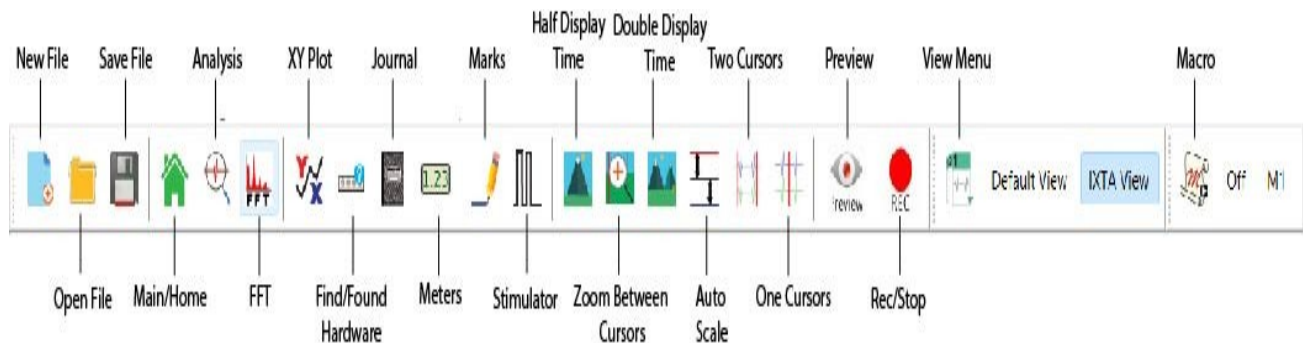 Half Display Double Display
New File Save File Analysis XY Plot Journal Marks Time Time Two Cursors Preview View Menu Macro
Y X 1.23 Preview REC Default View IXTA View Off M1
FFT
Open File Main/Home FFT Find/Found Meters Stimulator Zoom Between Auto One Cursors Rec/Stop
Hardware Cursors Scale